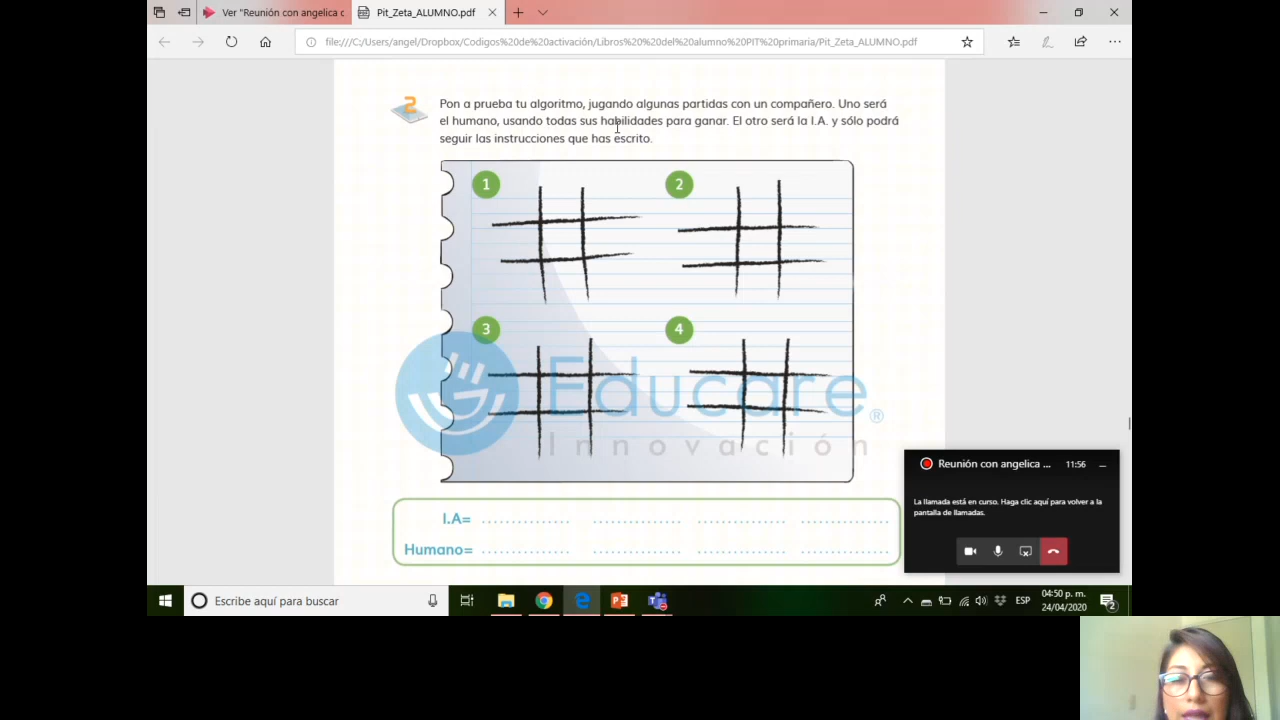 Ver "Reunión con angelica c
Pit_Zeta_ALUMNO.pdf
file:///C:/Users/angel/Dropbox/Codigos%20de%20activación/Libros%20%20del%20alumno%20PIT%20primaria/Pit_Zeta_ALUMNO.pdf
2
Pon a prueba tu algoritmo, jugando algunas partidas con un compañero. Uno será
el humano, usando todas sus habilidades para ganar. El otro será la I.A. y sólo podrá
seguir las instrucciones que has escrito.
1
2
3
4
Educare®
Innovación
I.A= .............. .............. .............. ..............
Humano= .............. .............. .............. ..............
Reunión con angelica ... 11:56
La llamada está en curso. Haga clic aquí para volver a la
pantalla de llamadas.
Escribe aquí para buscar
ESP
04:50 p. m.
24/04/2020
2